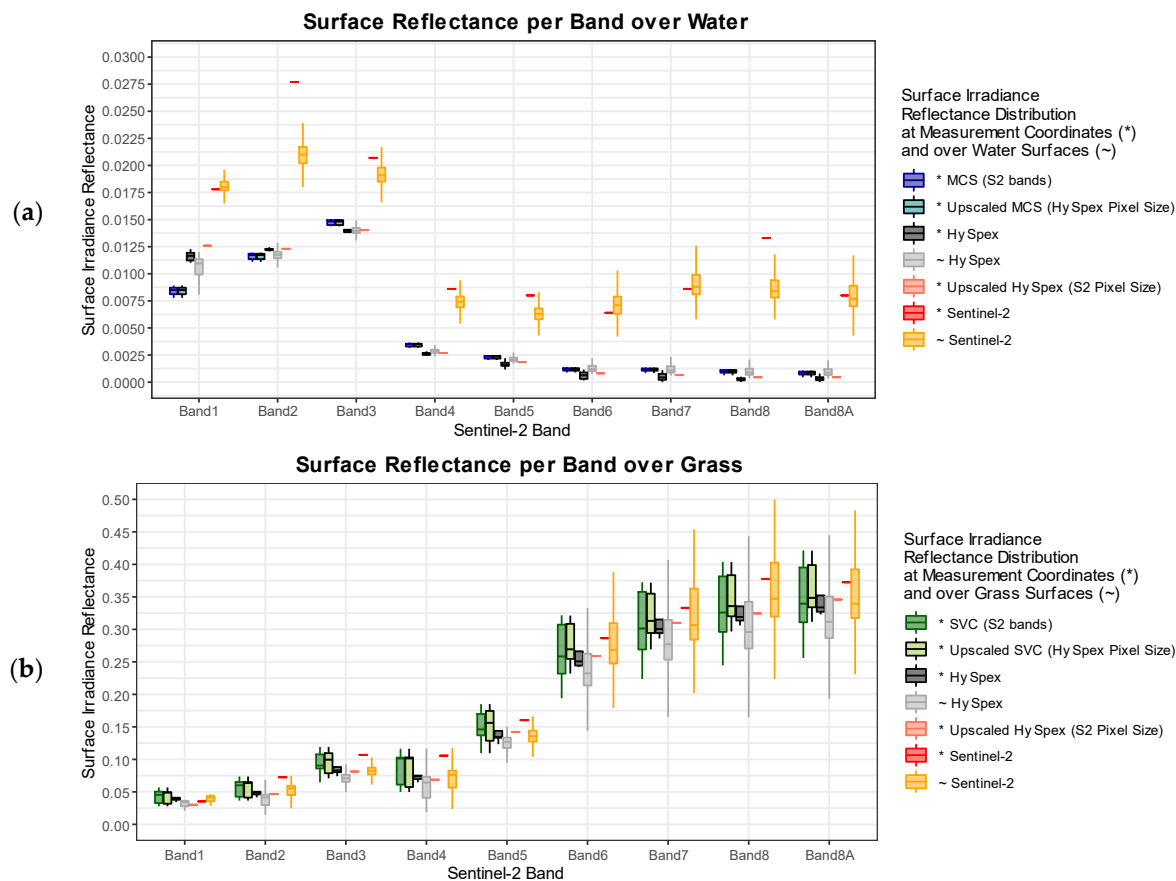 Surface Reflectance per Band over Water
(a)
Surface Irradiance Reflectance
0.0300
0.0275
0.0250
0.0225
0.0200
0.0175
0.0150
0.0125
0.0100
0.0075
0.0050
0.0025
0.0000
Band1 Band2 Band3 Band4 Band5 Band6 Band7 Band8 Band8A
Sentinel-2 Band
Surface Irradiance
Reflectance Distribution
at Measurement Coordinates (*)
and over Water Surfaces (~)
* MCS (S2 bands)
* Upscaled MCS (HySpex Pixel Size)
* HySpex
~ HySpex
* Upscaled HySpex (S2 Pixel Size)
* Sentinel-2
~ Sentinel-2
Surface Reflectance per Band over Grass
(b)
Surface Irradiance Reflectance
0.50
0.45
0.40
0.35
0.30
0.25
0.20
0.15
0.10
0.05
0.00
Band1 Band2 Band3 Band4 Band5 Band6 Band7 Band8 Band8A
Sentinel-2 Band
Surface Irradiance
Reflectance Distribution
at Measurement Coordinates (*)
and over Grass Surfaces (~)
* SVC (S2 bands)
* Upscaled SVC (HySpex Pixel Size)
* HySpex
~ HySpex
* Upscaled HySpex (S2 Pixel Size)
* Sentinel-2
~ Sentinel-2